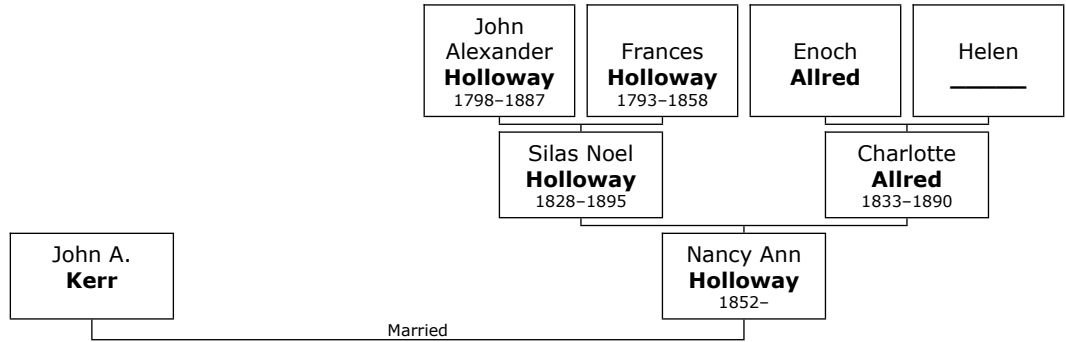 John
Alexander
Holloway
1798–1887
Frances
Holloway
1793–1858
Enoch
Allred
Helen
______
Silas Noel
Holloway
1828–1895
Charlotte
Allred
1833–1890
John A.
Kerr
Nancy Ann
Holloway
1852–
Married